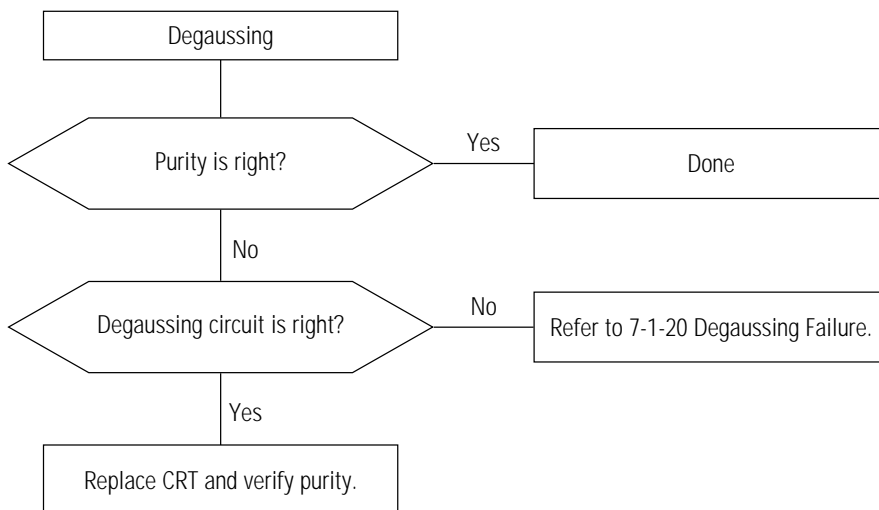 Degaussing
Purity is right?
Yes
Done
No
Degaussing circuit is right?
No
Refer to 7-1-20 Degaussing Failure.
Yes
Replace CRT and verify purity.